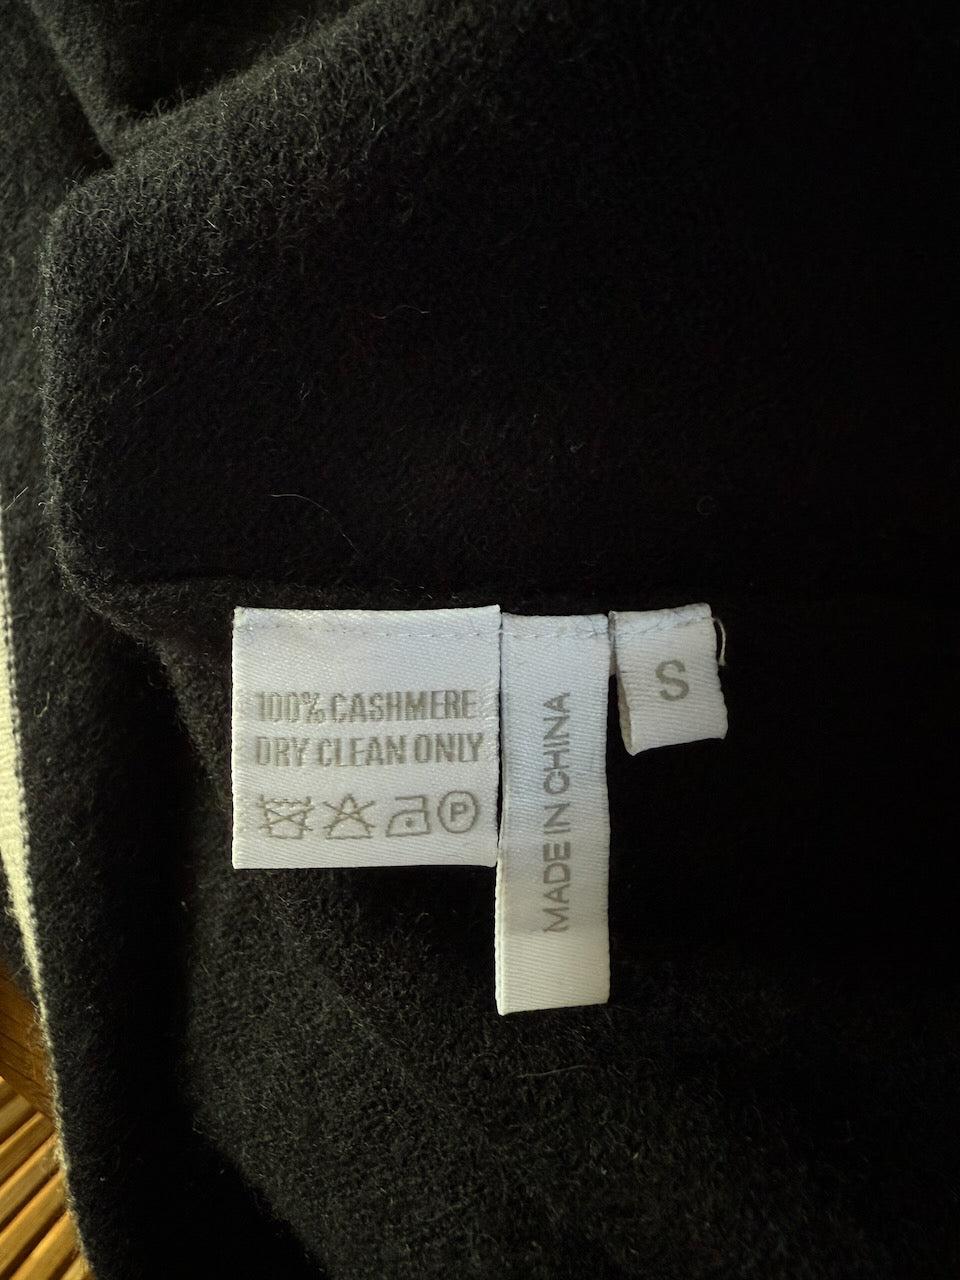 100% CASHMERE
DRY CLEAN ONLY
P
MADE IN CHINA
S